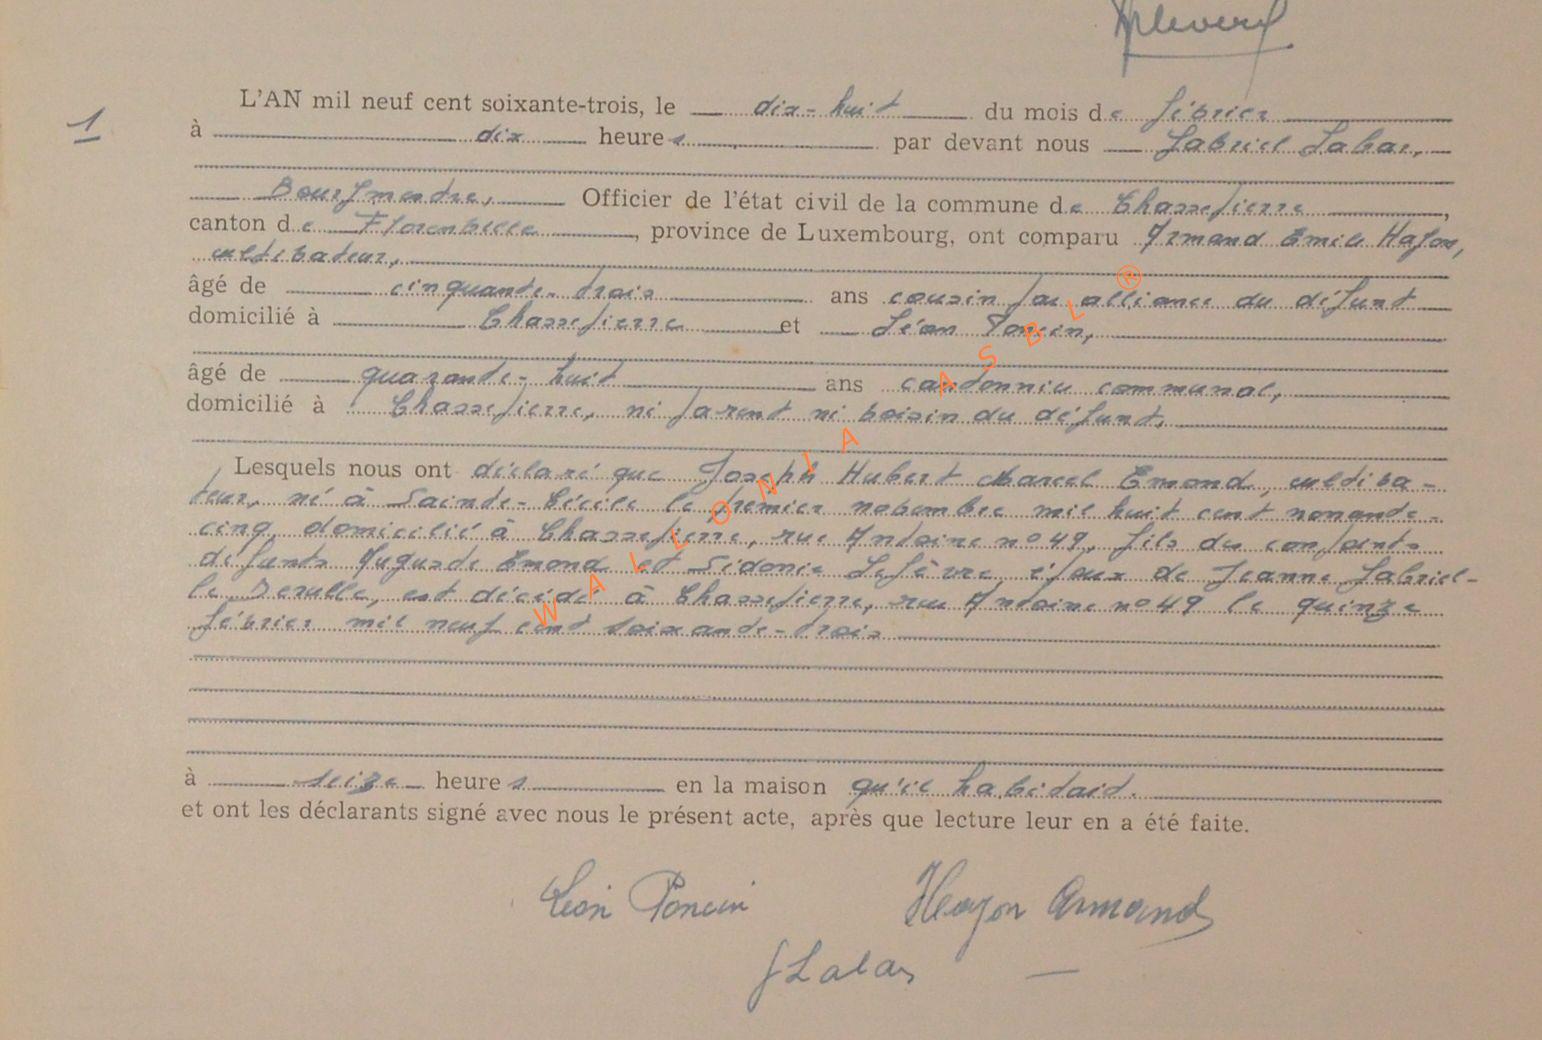 1
L'AN mil neuf cent soixante-trois, le dix-huit du mois de février
à dix heures par devant nous Gabriel Labar,
Bourgmestre, Officier de l'état civil de la commune de Chassepierre,
canton de Florenville, province de Luxembourg, ont comparu Armand Emile Hayon,
cultivateur,
âgé de cinquante-trois ans cousin par alliance du défunt
domicilié à Chassepierre et Léon Poncin,
âgé de quarante-huit ans cantonnier communal,
domicilié à Chassepierre, ni parent ni voisin du défunt.
Lesquels nous ont déclaré que Joseph Hubert Marcel Emond, cultiva-
teur, né à Sainte-Cécile le premier novembre mil huit cent nonante-
cinq, domicilié à Chassepierre, rue Antoine n°49, fils des conjoints
défunts Auguste Emond et Sidonie Lefèvre, époux de Jeanne Gabriel-
le Derulle, est décédé à Chassepierre, rue Antoine n°49 le quinze
février mil neuf cent soixante-trois
à seize heures en la maison qu'il habitait.
et ont les déclarants signé avec nous le présent acte, après que lecture leur en a été faite.
Léon Poncin Hayon Armand
G Labar
WALLONIA ASBL ®